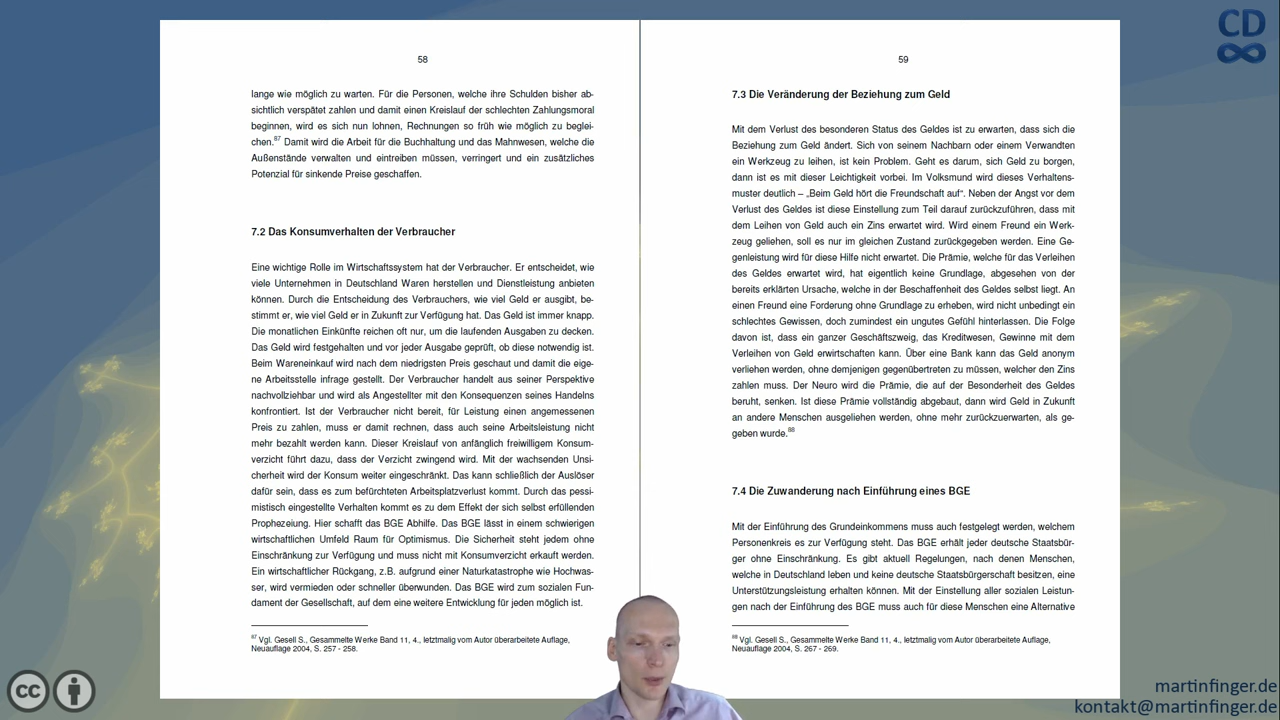 58
lange wie möglich zu warten. Für die Personen, welche ihre Schulden bisher ab-
sichtlich verspätet zahlen und damit einen Kreislauf der schlechten Zahlungsmoral
beginnen, wird es sich nun lohnen, Rechnungen so früh wie möglich zu beglei-
chen.87 Damit wird die Arbeit für die Buchhaltung und das Mahnwesen, welche die
Außenstände verwalten und eintreiben müssen, verringert und ein zusätzliches
Potenzial für sinkende Preise geschaffen.
7.2 Das Konsumverhalten der Verbraucher
Eine wichtige Rolle im Wirtschaftssystem hat der Verbraucher. Er entscheidet, wie
viele Unternehmen in Deutschland Waren herstellen und Dienstleistung anbieten
können. Durch die Entscheidung des Verbrauchers, wie viel Geld er ausgibt, be-
stimmt er, wie viel Geld er in Zukunft zur Verfügung hat. Das Geld ist immer knapp.
Die monatlichen Einkünfte reichen oft nur, um die laufenden Ausgaben zu decken.
Das Geld wird festgehalten und vor jeder Ausgabe geprüft, ob diese notwendig ist.
Beim Wareneinkauf wird nach dem niedrigsten Preis geschaut und damit die eige-
ne Arbeitsstelle infrage gestellt. Der Verbraucher handelt aus seiner Perspektive
nachvollziehbar und wird als Angestellter mit den Konsequenzen seines Handelns
konfrontiert. Ist der Verbraucher nicht bereit, für Leistung einen angemessenen
Preis zu zahlen, muss er damit rechnen, dass auch seine Arbeitsleistung nicht
mehr bezahlt werden kann. Dieser Kreislauf von anfänglich freiwilligem Konsum-
verzicht führt dazu, dass der Verzicht zwingend wird. Mit der wachsenden Unsi-
cherheit wird der Konsum weiter eingeschränkt. Das kann schließlich der Auslöser
dafür sein, dass es zum befürchteten Arbeitsplatzverlust kommt. Durch das pessi-
mistisch eingestellte Verhalten kommt es zu dem Effekt der sich selbst erfüllenden
Prophezeiung. Hier schafft das BGE Abhilfe. Das BGE lässt in einem schwierigen
wirtschaftlichen Umfeld Raum für Optimismus. Die Sicherheit steht jedem ohne
Einschränkung zur Verfügung und muss nicht mit Konsumverzicht erkauft werden.
Ein wirtschaftlicher Rückgang, z.B. aufgrund einer Naturkatastrophe wie Hochwas-
ser, wird vermieden oder schneller überwunden. Das BGE wird zum sozialen Fun-
dament der Gesellschaft, auf dem eine weitere Entwicklung für jeden möglich ist.
87 Vgl. Gesell S., Gesammelte Werke Band 11, 4., letztmalig vom Autor überarbeitete Auflage,
Neuauflage 2004, S. 257 - 258.
59
7.3 Die Veränderung der Beziehung zum Geld
Mit dem Verlust des besonderen Status des Geldes ist zu erwarten, dass sich die
Beziehung zum Geld ändert. Sich von seinem Nachbarn oder einem Verwandten
ein Werkzeug zu leihen, ist kein Problem. Geht es darum, sich Geld zu borgen,
dann ist es mit dieser Leichtigkeit vorbei. Im Volksmund wird dieses Verhaltens-
muster deutlich – „Beim Geld hört die Freundschaft auf“. Neben der Angst vor dem
Verlust des Geldes ist diese Einstellung zum Teil darauf zurückzuführen, dass mit
dem Leihen von Geld auch ein Zins erwartet wird. Wird einem Freund ein Werk-
zeug geliehen, soll es nur im gleichen Zustand zurückgegeben werden. Eine Ge-
genleistung wird für diese Hilfe nicht erwartet. Die Prämie, welche für das Verleihen
des Geldes erwartet wird, hat eigentlich keine Grundlage, abgesehen von der
bereits erklärten Ursache, welche in der Beschaffenheit des Geldes selbst liegt. An
einen Freund eine Forderung ohne Grundlage zu erheben, wird nicht unbedingt ein
schlechtes Gewissen, doch zumindest ein ungutes Gefühl hinterlassen. Die Folge
davon ist, dass ein ganzer Geschäftszweig, das Kreditwesen, Gewinne mit dem
Verleihen von Geld erwirtschaften kann. Über eine Bank kann das Geld anonym
verliehen werden, ohne demjenigen gegenübertreten zu müssen, welcher den Zins
zahlen muss. Der Neuro wird die Prämie, die auf der Besonderheit des Geldes
beruht, senken. Ist diese Prämie vollständig abgebaut, dann wird Geld in Zukunft
an andere Menschen ausgeliehen werden, ohne mehr zurückzuerwarten, als ge-
geben wurde.88
7.4 Die Zuwanderung nach Einführung eines BGE
Mit der Einführung des Grundeinkommens muss auch festgelegt werden, welchem
Personenkreis es zur Verfügung steht. Das BGE erhält jeder deutsche Staatsbür-
ger ohne Einschränkung. Es gibt aktuell Regelungen, nach denen Menschen,
welche in Deutschland leben und keine deutsche Staatsbürgerschaft besitzen, eine
Unterstützungsleistung erhalten können. Mit der Einstellung aller sozialen Leistun-
gen nach der Einführung des BGE muss auch für diese Menschen eine Alternative
88 Vgl. Gesell S., Gesammelte Werke Band 11, 4., letztmalig vom Autor überarbeitete Auflage,
Neuauflage 2004, S. 267 - 269.
CD
cc
martinfinger.de
kontakt@martinfinger.de